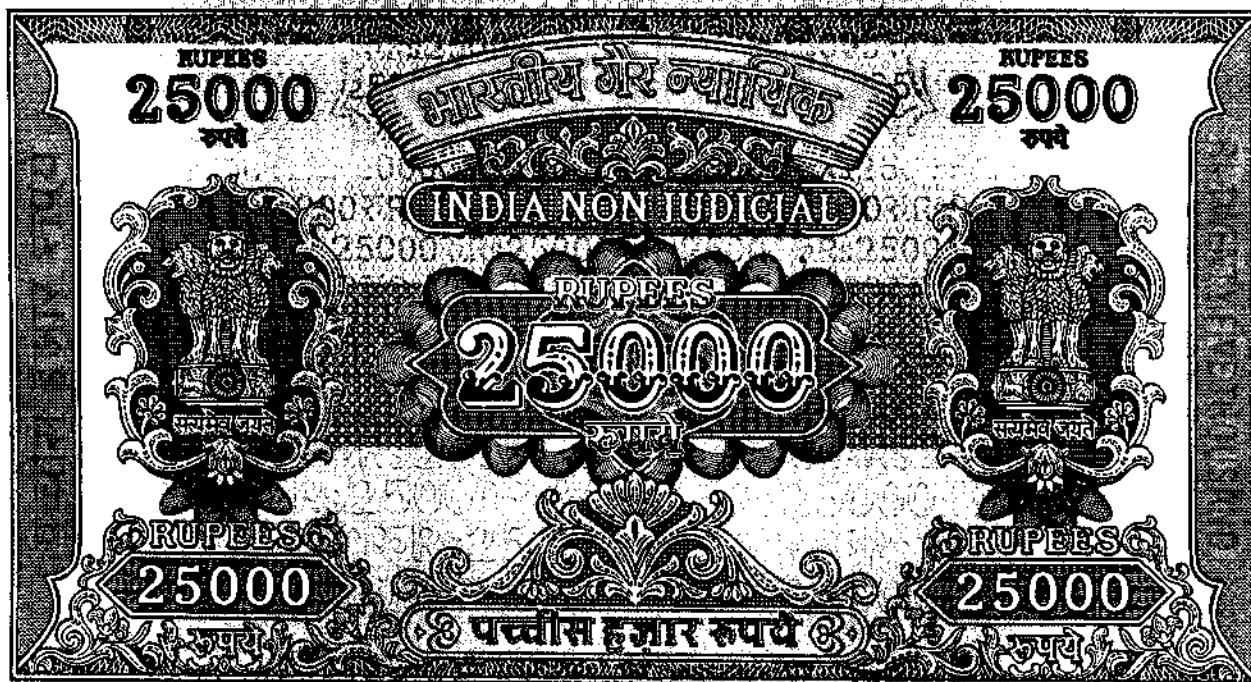 RUPEES
25000
रुपये
RUPEES
25000
रुपये
भारतीय गैर न्यायिक
INDIA NON JUDICIAL
RUPEES
25000
रुपये
सत्यमेव जयते
सत्यमेव जयते
RUPEES
25000
रुपये
RUPEES
25000
रुपये
पच्चीस हजार रुपये